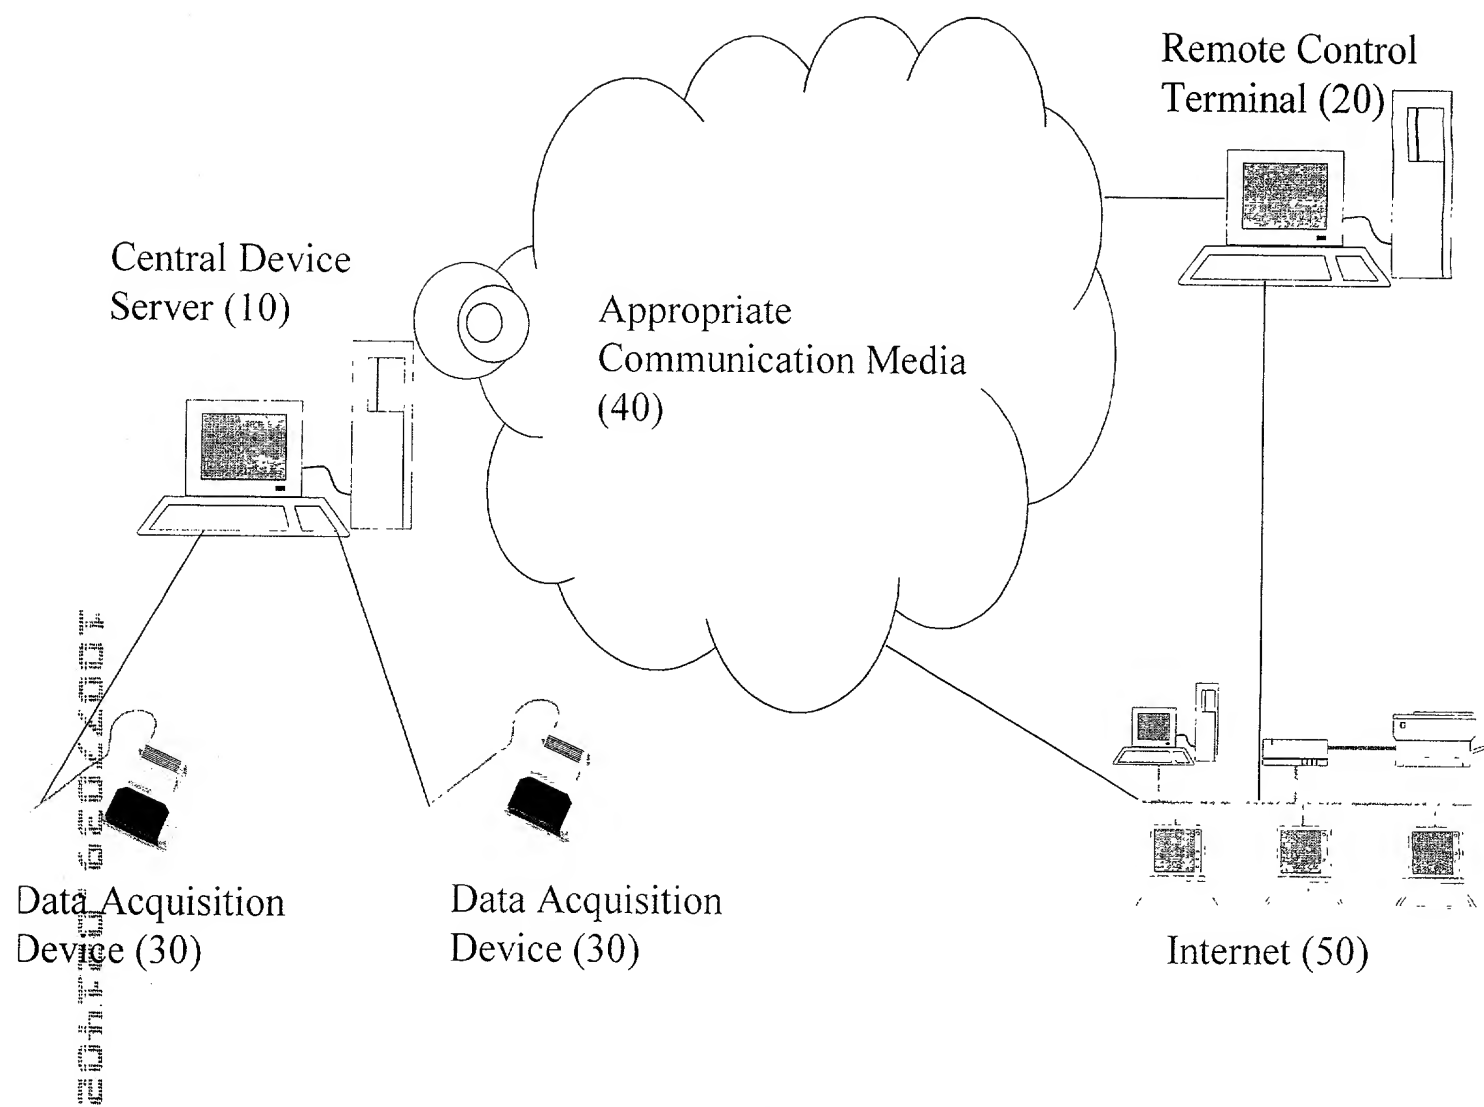 Remote Control
Terminal (20)
Central Device
Server (10)
Appropriate
Communication Media
(40)
Data Acquisition
Device (30)
Data Acquisition
Device (30)
Internet (50)